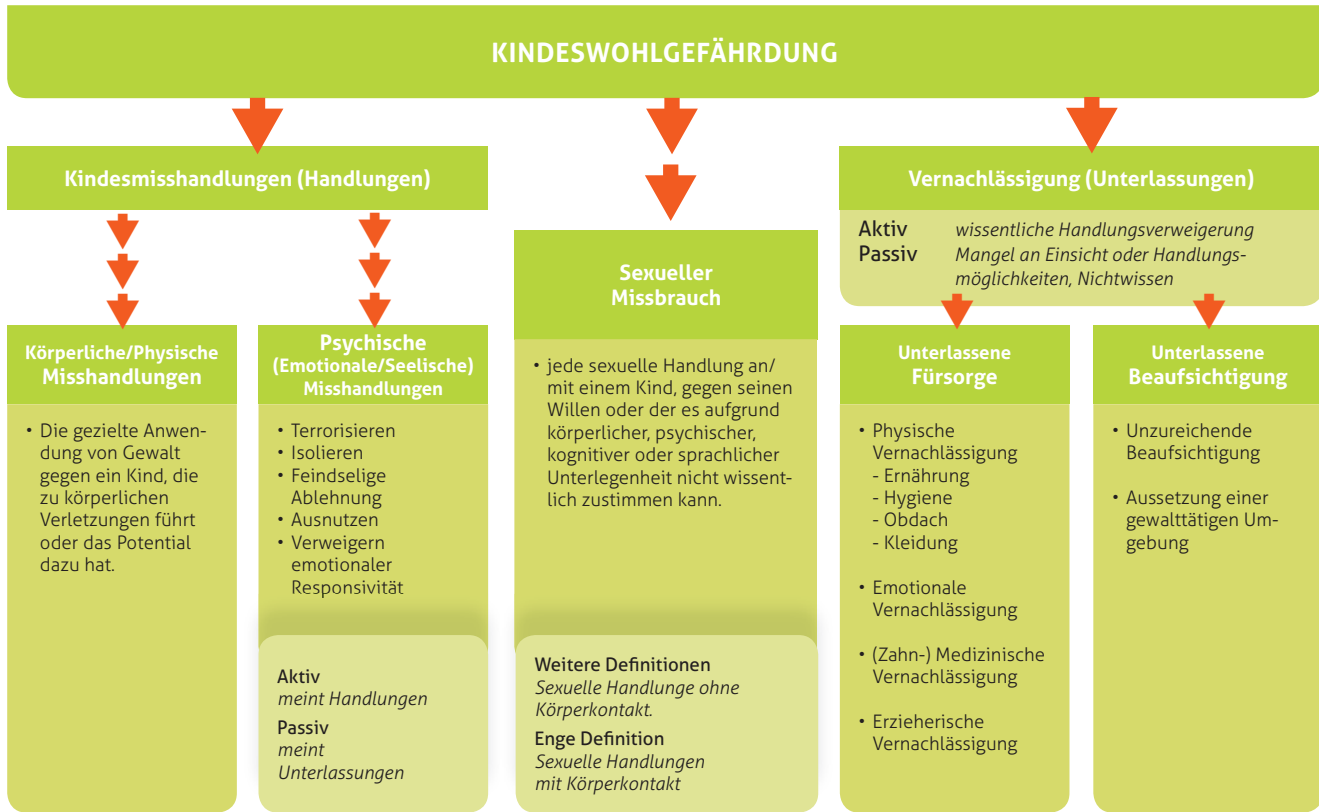 KINDESWOHLGEFÄHRDUNG
Kindesmisshandlungen (Handlungen)
Körperliche/Physische
Misshandlungen
• Die gezielte Anwen-
dung von Gewalt
gegen ein Kind, die
zu körperlichen
Verletzungen führt
oder das Potential
dazu hat.
Psychische
(Emotionale/Seelische)
Misshandlungen
• Terrorisieren
• Isolieren
• Feindselige
Ablehnung
• Ausnutzen
• Verweigern
emotionaler
Responsivität
Aktiv
meint Handlungen
Passiv
meint
Unterlassungen
Sexueller
Missbrauch
• jede sexuelle Handlung an/
mit einem Kind, gegen seinen
Willen oder der es aufgrund
körperlicher, psychischer,
kognitiver oder sprachlicher
Unterlegenheit nicht wissent-
lich zustimmen kann.
Weitere Definitionen
Sexuelle Handlunge ohne
Körperkontakt.
Enge Definition
Sexuelle Handlungen
mit Körperkontakt
Vernachlässigung (Unterlassungen)
Aktiv wissentliche Handlungsverweigerung
Passiv Mangel an Einsicht oder Handlungs-
möglichkeiten, Nichtwissen
Unterlassene
Fürsorge
• Physische
Vernachlässigung
- Ernährung
- Hygiene
- Obdach
- Kleidung
• Emotionale
Vernachlässigung
• (Zahn-) Medizinische
Vernachlässigung
• Erzieherische
Vernachlässigung
Unterlassene
Beaufsichtigung
• Unzureichende
Beaufsichtigung
• Aussetzung einer
gewalttätigen Um-
gebung